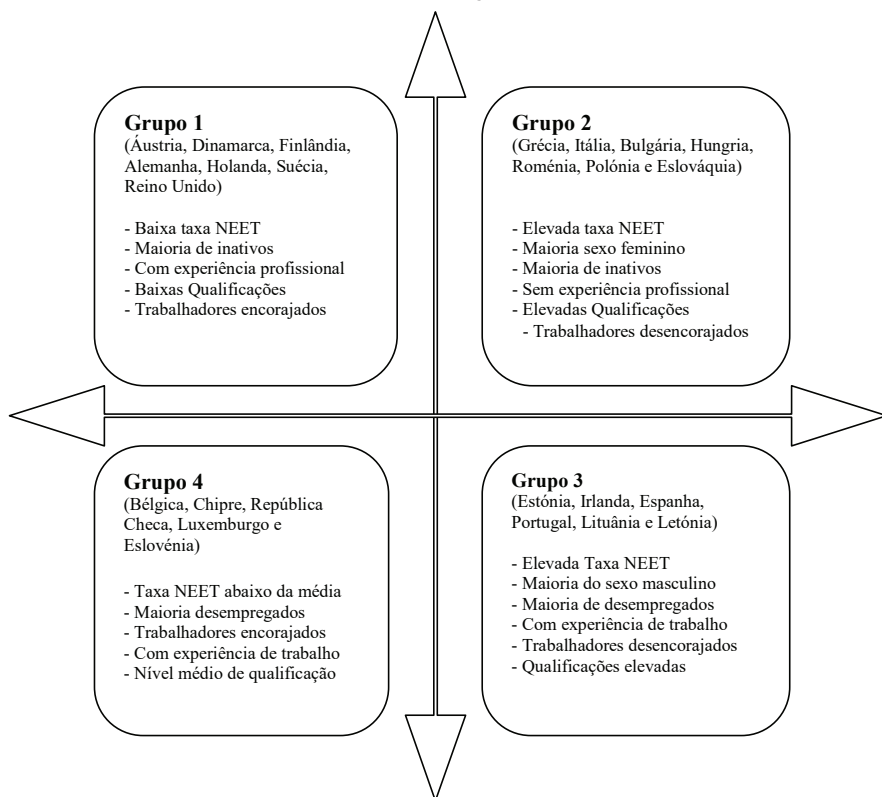 Grupo 1
(Áustria, Dinamarca, Finlândia,
Alemanha, Holanda, Suécia,
Reino Unido)
- Baixa taxa NEET
- Maioria de inativos
- Com experiência profissional
- Baixas Qualificações
- Trabalhadores encorajados
Grupo 2
(Grécia, Itália, Bulgária, Hungria,
Roménia, Polónia e Eslováquia)
- Elevada taxa NEET
- Maioria sexo feminino
- Maioria de inativos
- Sem experiência profissional
- Elevadas Qualificações
- Trabalhadores desencorajados
Grupo 4
(Bélgica, Chipre, República
Checa, Luxemburgo e
Eslovénia)
- Taxa NEET abaixo da média
- Maioria desempregados
- Trabalhadores encorajados
- Com experiência de trabalho
- Nível médio de qualificação
Grupo 3
(Estónia, Irlanda, Espanha,
Portugal, Lituânia e Letónia)
- Elevada Taxa NEET
- Maioria do sexo masculino
- Maioria de desempregados
- Com experiência de trabalho
- Trabalhadores desencorajados
- Qualificações elevadas